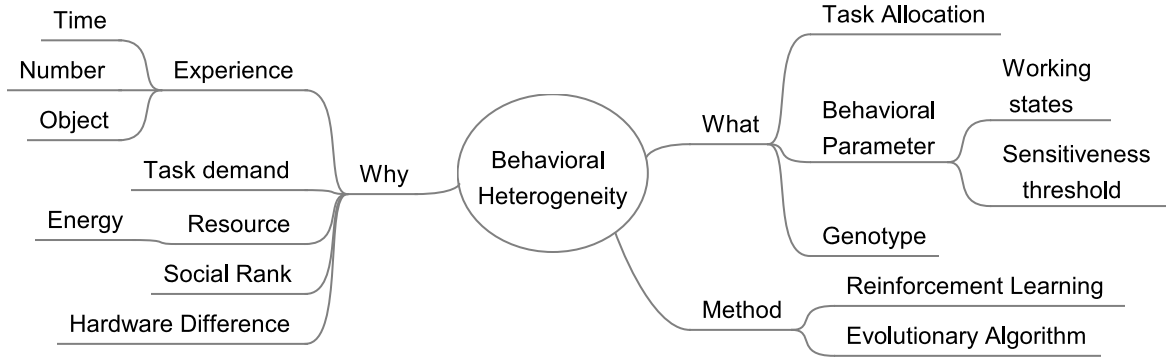 Behavioral
Heterogeneity
Why
Experience
Time
Number
Object
Task demand
Resource
Energy
Social Rank
Hardware Difference
What
Task Allocation
Behavioral
Parameter
Working
states
Sensitiveness
threshold
Genotype
Method
Reinforcement Learning
Evolutionary Algorithm